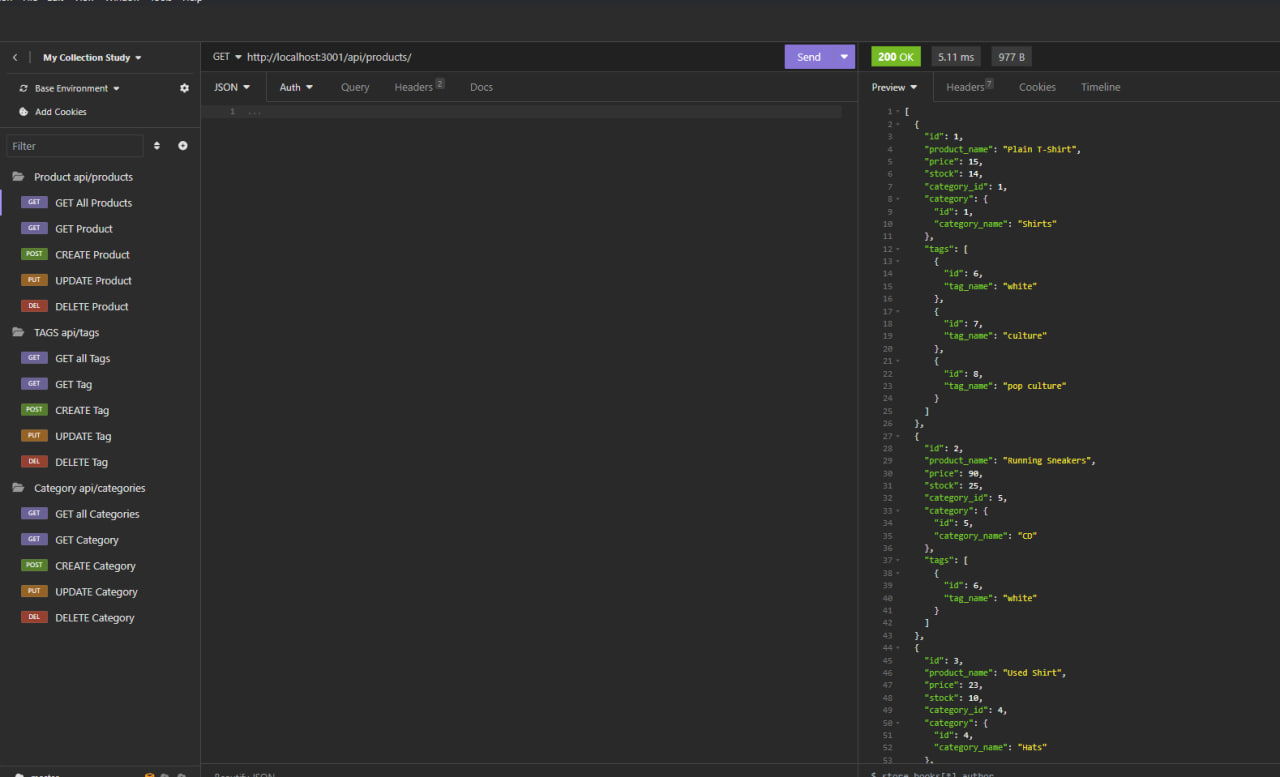 My Collection Study
GET http://localhost:3001/api/products/
Send
200 OK
5.11 ms
977 B
Base Environment
Add Cookies
JSON
Auth
Query
Headers 2
Docs
Preview
Headers 7
Cookies
Timeline
Filter
Product api/products
GET GET All Products
GET GET Product
POST CREATE Product
PUT UPDATE Product
DEL DELETE Product
TAGS api/tags
GET GET all Tags
GET GET Tag
POST CREATE Tag
PUT UPDATE Tag
DEL DELETE Tag
Category api/categories
GET GET all Categories
GET GET Category
POST CREATE Category
PUT UPDATE Category
DEL DELETE Category
master
1 ...
Beautify JSON
1 [
2 {
3 "id": 1,
4 "product_name": "Plain T-Shirt",
5 "price": 15,
6 "stock": 14,
7 "category_id": 1,
8 "category": {
9 "id": 1,
10 "category_name": "Shirts"
11 },
12 "tags": [
13 {
14 "id": 6,
15 "tag_name": "white"
16 },
17 {
18 "id": 7,
19 "tag_name": "culture"
20 },
21 {
22 "id": 8,
23 "tag_name": "pop culture"
24 }
25 ]
26 },
27 {
28 "id": 2,
29 "product_name": "Running Sneakers",
30 "price": 90,
31 "stock": 25,
32 "category_id": 5,
33 "category": {
34 "id": 5,
35 "category_name": "CD"
36 },
37 "tags": [
38 {
39 "id": 6,
40 "tag_name": "white"
41 }
42 ]
43 },
44 {
45 "id": 3,
46 "product_name": "Used Shirt",
47 "price": 23,
48 "stock": 10,
49 "category_id": 4,
50 "category": {
51 "id": 4,
52 "category_name": "Hats"
53 },
$.store.books[*].author